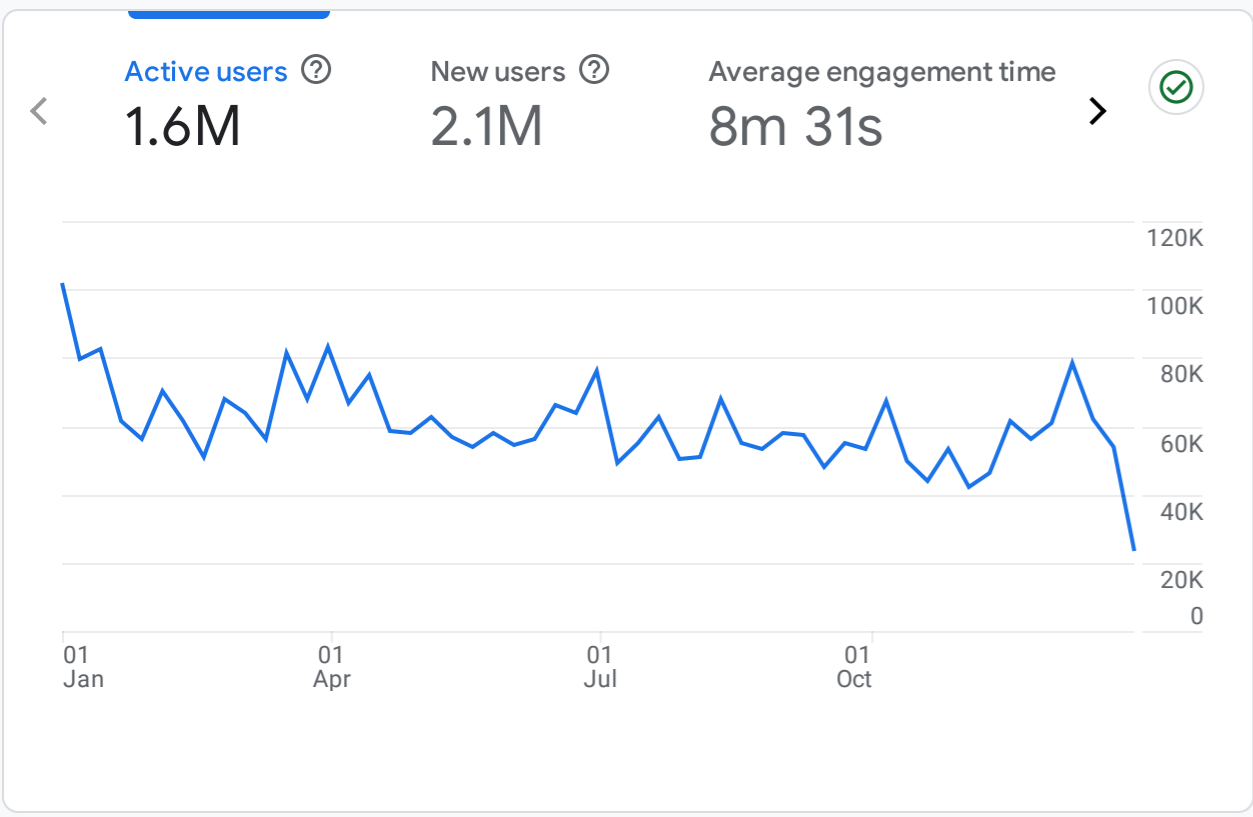 Active users ? New users ? Average engagement time
1.6M 2.1M 8m 31s
120K
100K
80K
60K
40K
20K
0
01 01 01 01
Jan Apr Jul Oct